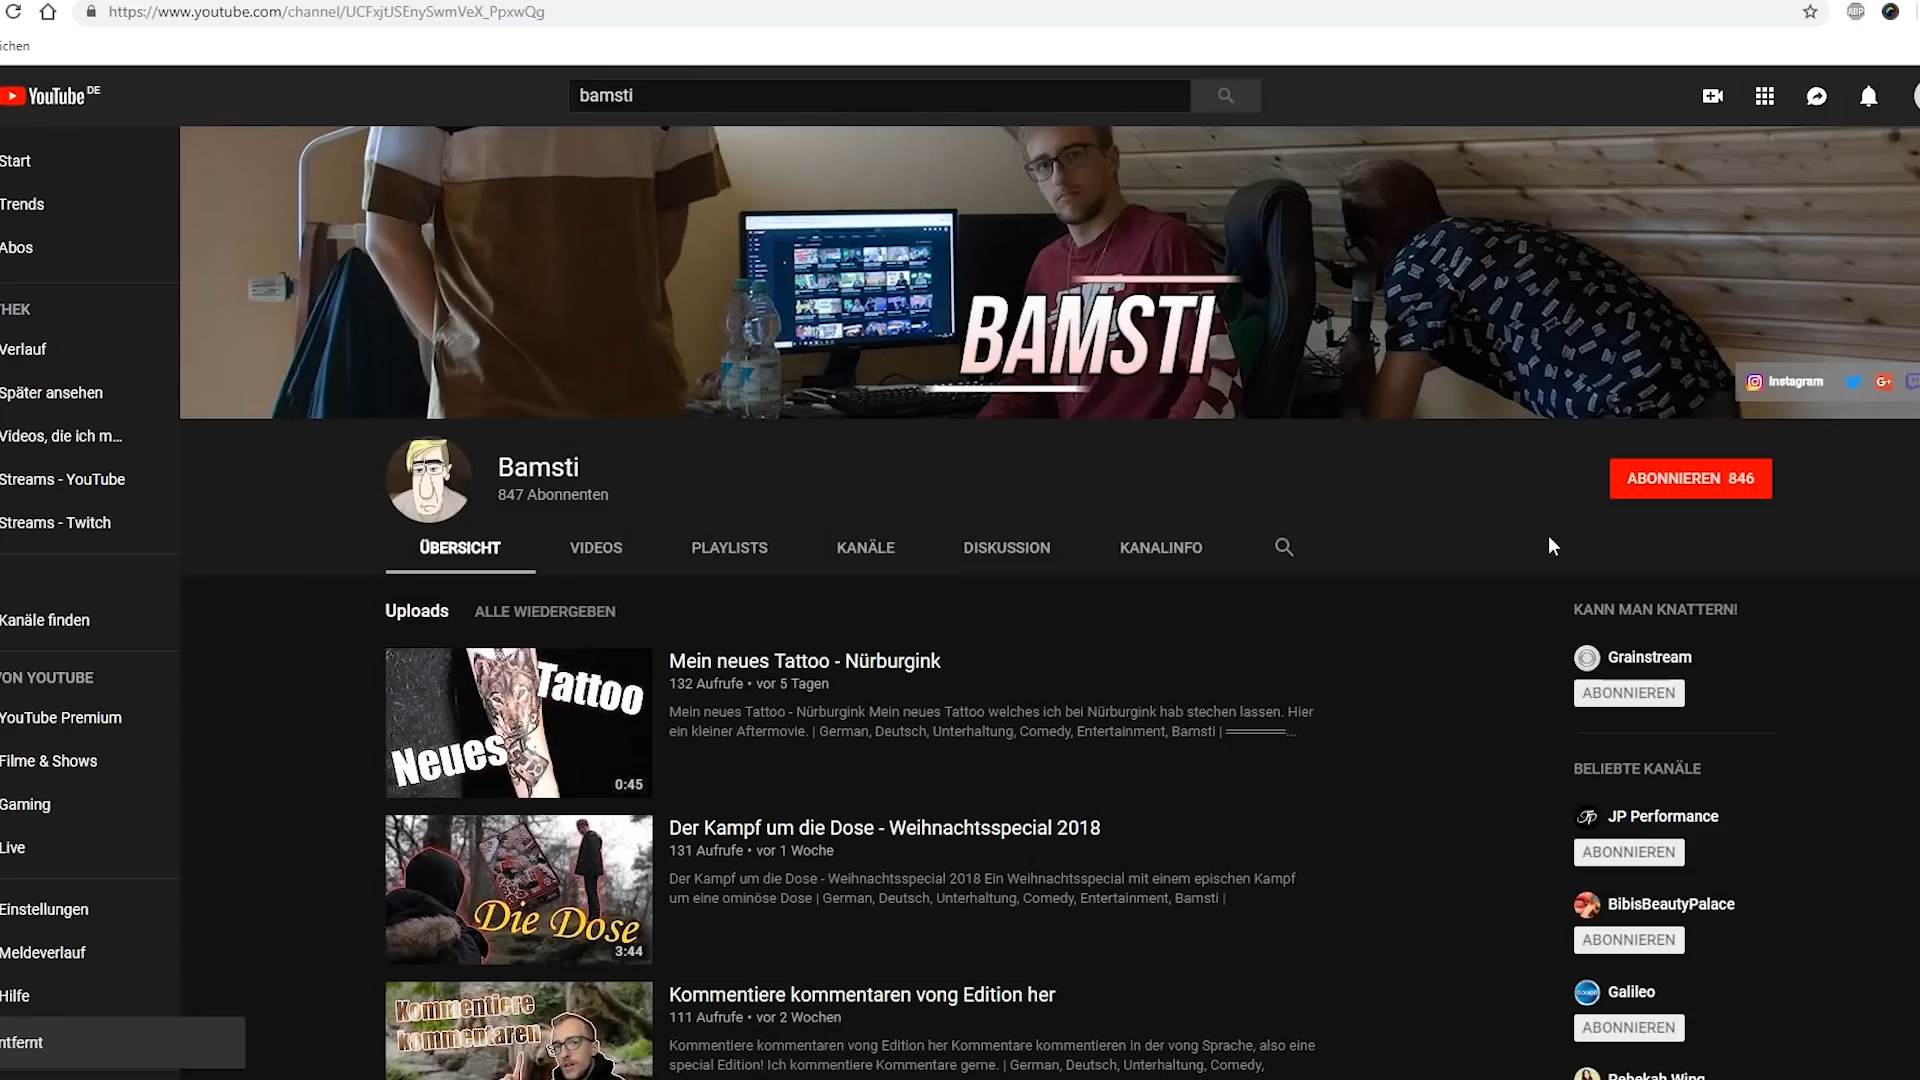 https://www.youtube.com/channel/UCFxjtJSEnySwmVeX_PpxwQg
ABP
ichen
YouTube DE
bamsti
Start
Trends
Abos
THEK
Verlauf
Später ansehen
Videos, die ich m...
Streams - YouTube
Streams - Twitch
Kanäle finden
ON YOUTUBE
YouTube Premium
Filme & Shows
Gaming
Live
Einstellungen
Meldeverlauf
Hilfe
ntfernt
BAMSTI
Instagram
G+
Bamsti
847 Abonnenten
ABONNIEREN 846
ÜBERSICHT
VIDEOS
PLAYLISTS
KANÄLE
DISKUSSION
KANALINFO
Uploads
ALLE WIEDERGEBEN
Neues Tattoo
0:45
Mein neues Tattoo - Nürburgink
132 Aufrufe • vor 5 Tagen
Mein neues Tattoo - Nürburgink Mein neues Tattoo welches ich bei Nürburgink hab stechen lassen. Hier
ein kleiner Aftermovie. | German, Deutsch, Unterhaltung, Comedy, Entertainment, Bamsti | ══════...
Die Dose
3:44
Der Kampf um die Dose - Weihnachtsspecial 2018
131 Aufrufe • vor 1 Woche
Der Kampf um die Dose - Weihnachtsspecial 2018 Ein Weihnachtsspecial mit einem epischen Kampf
um eine ominöse Dose | German, Deutsch, Unterhaltung, Comedy, Entertainment, Bamsti |
Kommentiere
kommentaren
Kommentiere kommentaren vong Edition her
111 Aufrufe • vor 2 Wochen
Kommentiere kommentaren vong Edition her Kommentare kommentieren in der vong Sprache, also eine
special Edition! Ich kommentiere Kommentare gerne. | German, Deutsch, Unterhaltung, Comedy,
KANN MAN KNATTERN!
Grainstream
ABONNIEREN
BELIEBTE KANÄLE
JP Performance
ABONNIEREN
BibisBeautyPalace
ABONNIEREN
Galileo
ABONNIEREN
Rebekah Wing